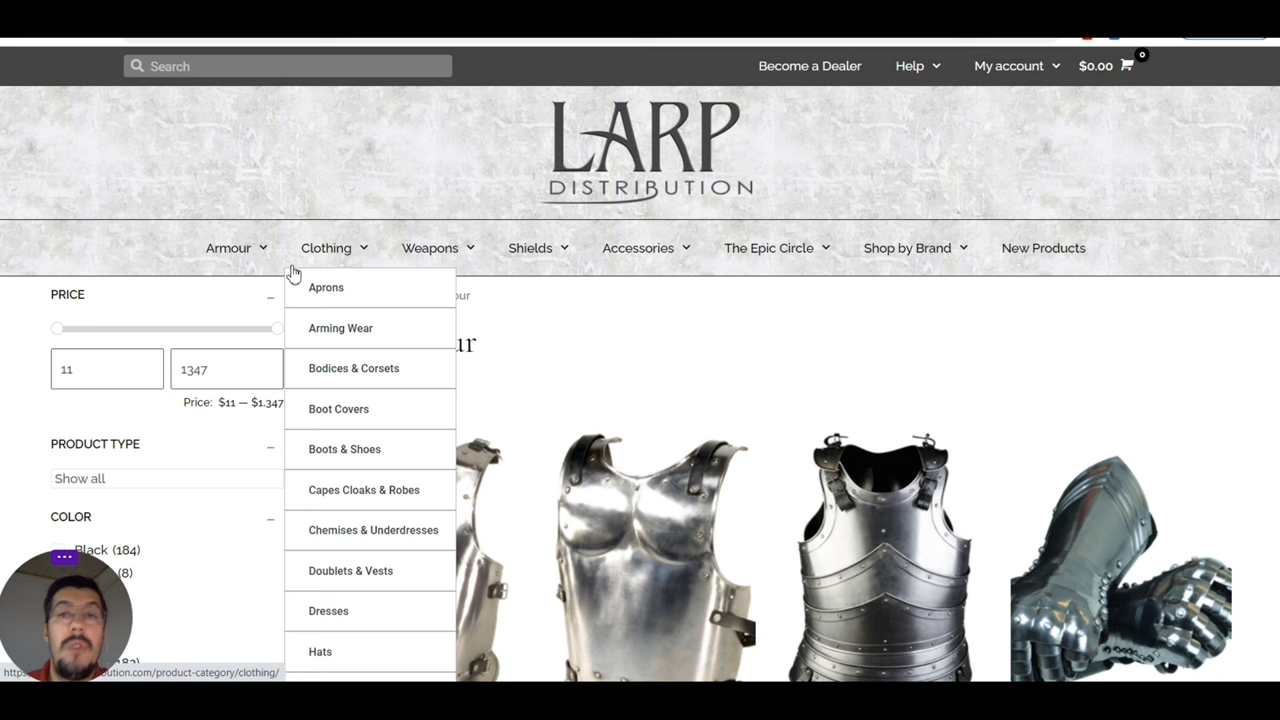 Search
Become a Dealer
Help
My account
$0.00
0
LARP
DISTRIBUTION
Armour
Clothing
Weapons
Shields
Accessories
The Epic Circle
Shop by Brand
New Products
PRICE
11
1347
Price: $11 — $1.347
PRODUCT TYPE
Show all
COLOR
Black (184)
(8)
Aprons
Arming Wear
Bodices & Corsets
Boot Covers
Boots & Shoes
Capes Cloaks & Robes
Chemises & Underdresses
Doublets & Vests
Dresses
Hats
our
ur
bution.com/product-category/clothing/